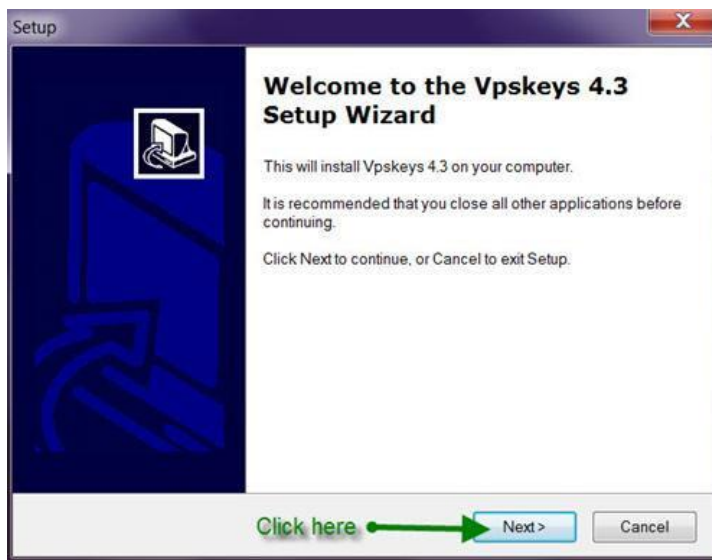 Setup
X
Welcome to the Vpskeys 4.3
Setup Wizard
This will install Vpskeys 4.3 on your computer.
It is recommended that you close all other applications before
continuing.
Click Next to continue, or Cancel to exit Setup.
Click here
Next >
Cancel